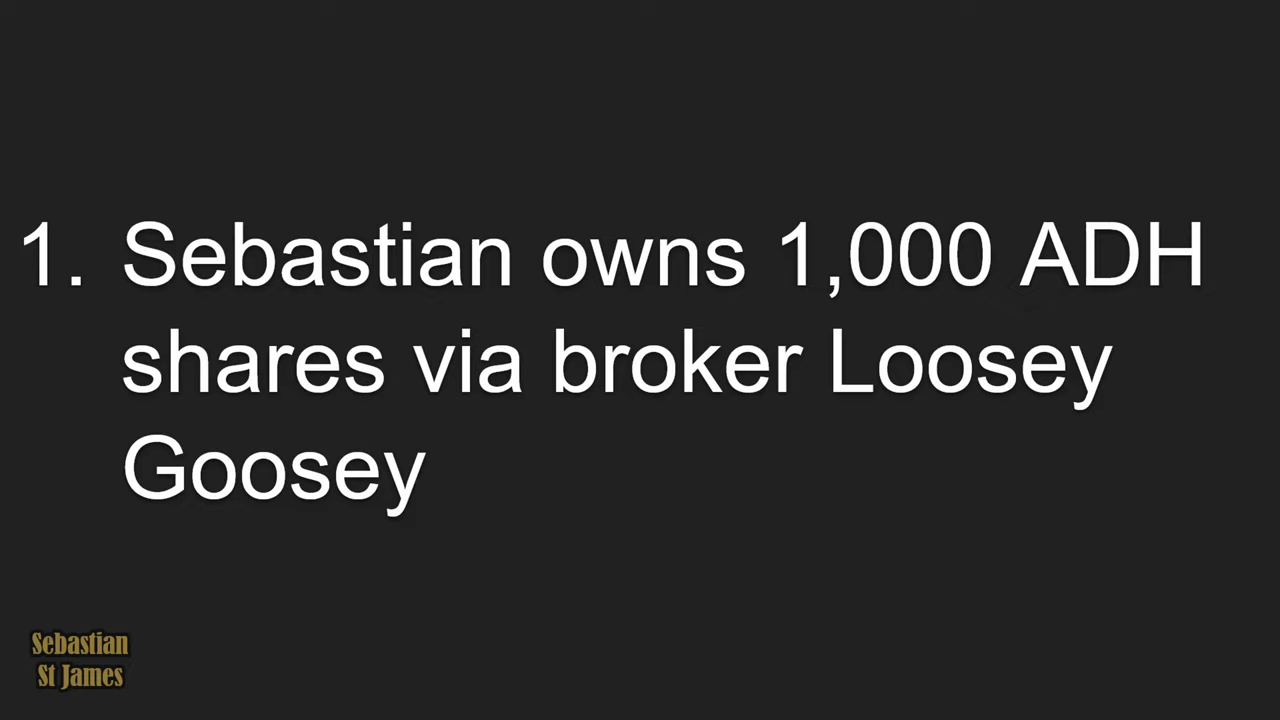 1. Sebastian owns 1,000 ADH
shares via broker Loosey
Goosey
Sebastian
St James